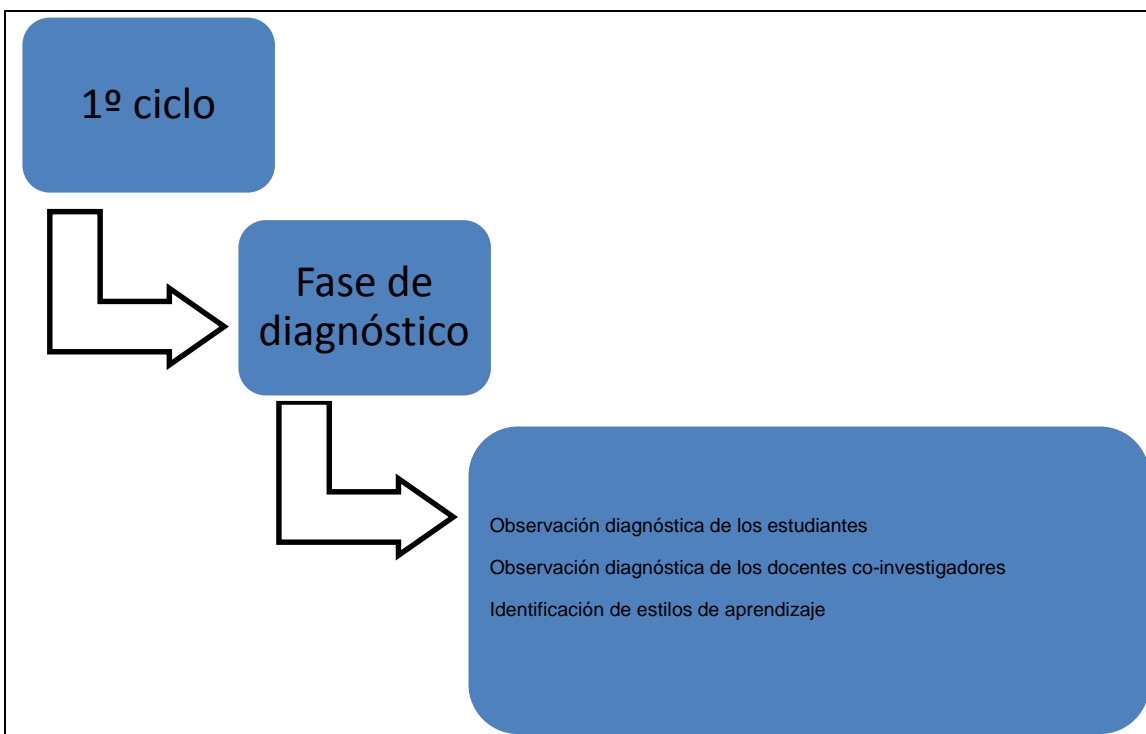 1º ciclo
Fase de
diagnóstico
Observación diagnóstica de los estudiantes
Observación diagnóstica de los docentes co-investigadores
Identificación de estilos de aprendizaje